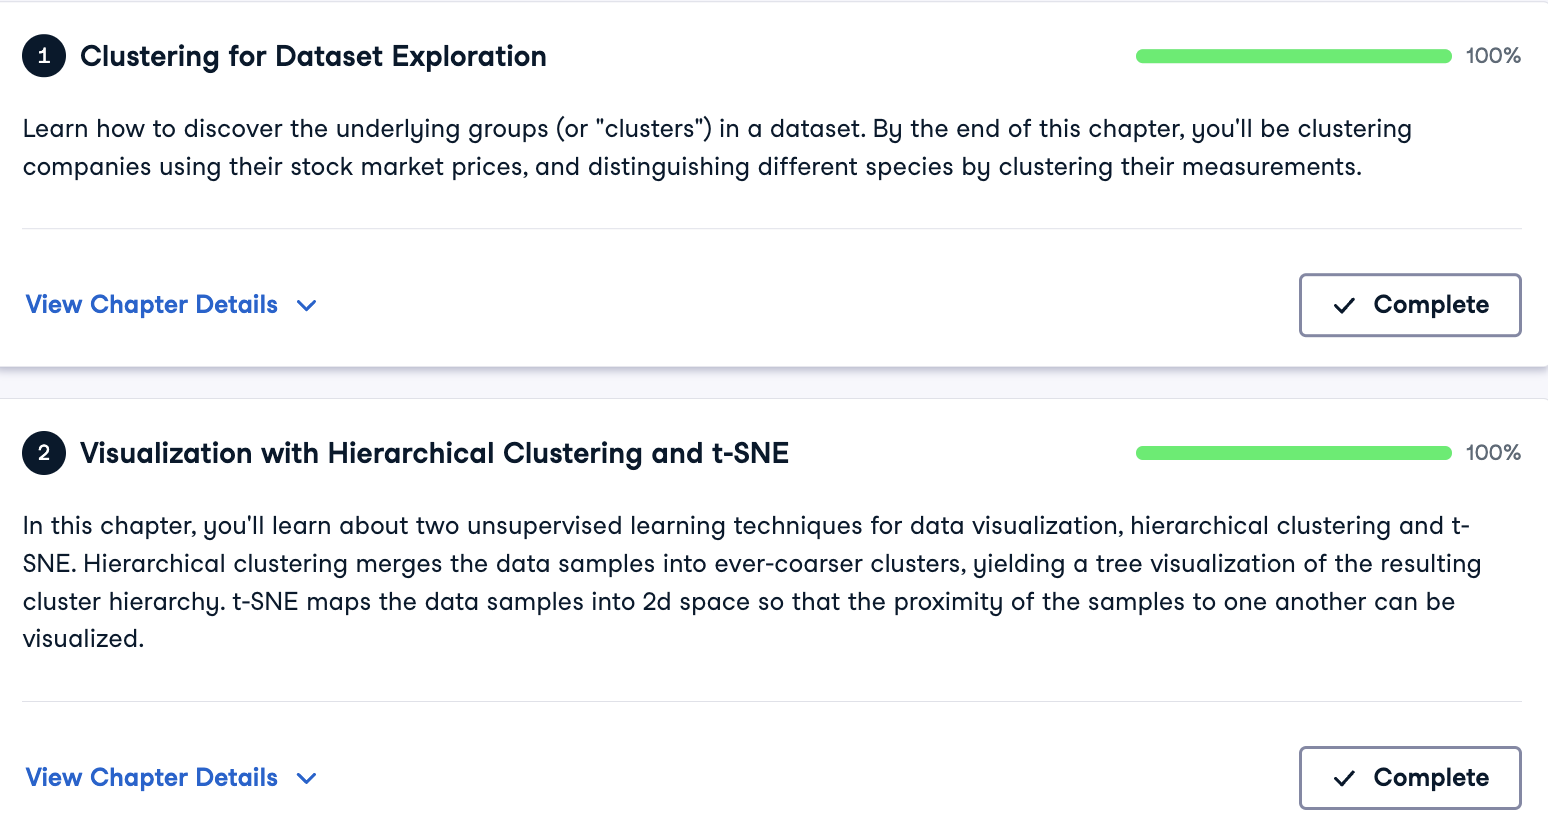 1 Clustering for Dataset Exploration 100%
Learn how to discover the underlying groups (or "clusters") in a dataset. By the end of this chapter, you'll be clustering
companies using their stock market prices, and distinguishing different species by clustering their measurements.
View Chapter Details Complete
2 Visualization with Hierarchical Clustering and t-SNE 100%
In this chapter, you'll learn about two unsupervised learning techniques for data visualization, hierarchical clustering and t-
SNE. Hierarchical clustering merges the data samples into ever-coarser clusters, yielding a tree visualization of the resulting
cluster hierarchy. t-SNE maps the data samples into 2d space so that the proximity of the samples to one another can be
visualized.
View Chapter Details Complete